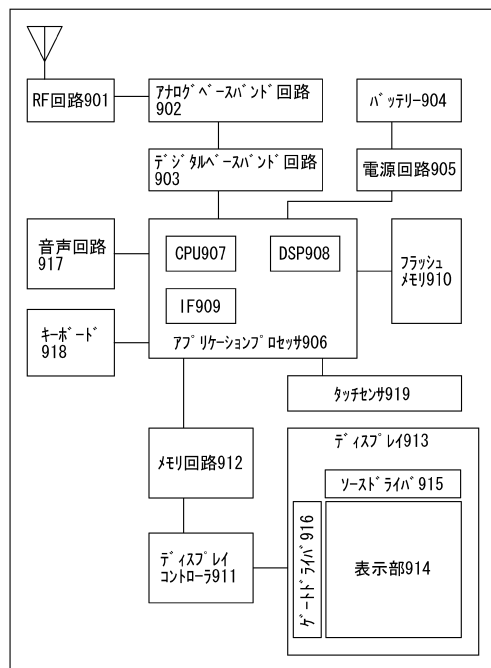 RF回路901
ｱﾅﾛｸﾞﾍﾞｰｽﾊﾞﾝﾄﾞ回路
902
ﾊﾞｯﾃﾘｰ904
ﾃﾞｼﾞﾀﾙﾍﾞｰｽﾊﾞﾝﾄﾞ回路
903
電源回路905
音声回路
917
CPU907
DSP908
ﾌﾗｯｼｭ
ﾒﾓﾘ910
IF909
ｱﾌﾟﾘｹｰｼｮﾝﾌﾟﾛｾｯｻ906
ｷｰﾎﾞｰﾄﾞ
918
ﾀｯﾁｾﾝｻ919
ﾒﾓﾘ回路912
ﾃﾞｨｽﾌﾟﾚｲ913
ｿｰｽﾄﾞﾗｲﾊﾞ915
ｹﾞｰﾄﾄﾞﾗｲﾊﾞ916
表示部914
ﾃﾞｨｽﾌﾟﾚｲ
ｺﾝﾄﾛｰﾗ911